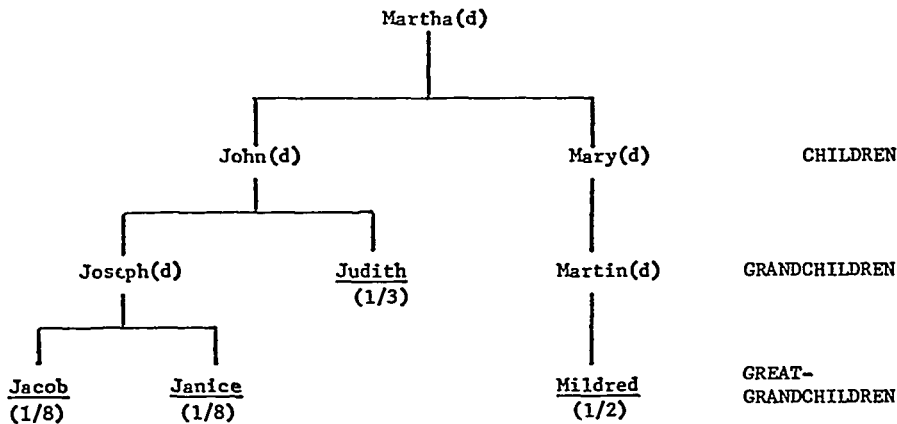 Martha(d)
John(d) Mary(d) CHILDREN
Joseph(d) Judith Martin(d) GRANDCHILDREN
(1/3)
Jacob Janice Mildred GREAT-
(1/8) (1/8) (1/2) GRANDCHILDREN